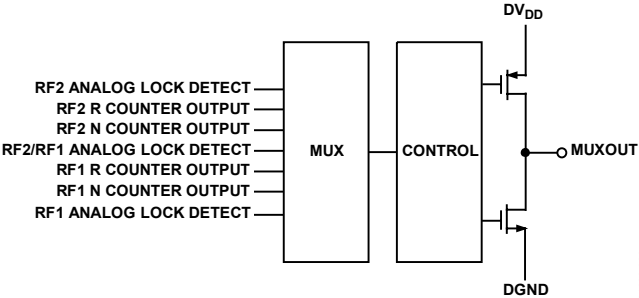 DVDD
RF2 ANALOG LOCK DETECT
RF2 R COUNTER OUTPUT
RF2 N COUNTER OUTPUT
RF2/RF1 ANALOG LOCK DETECT
RF1 R COUNTER OUTPUT
RF1 N COUNTER OUTPUT
RF1 ANALOG LOCK DETECT
MUX
CONTROL
MUXOUT
DGND